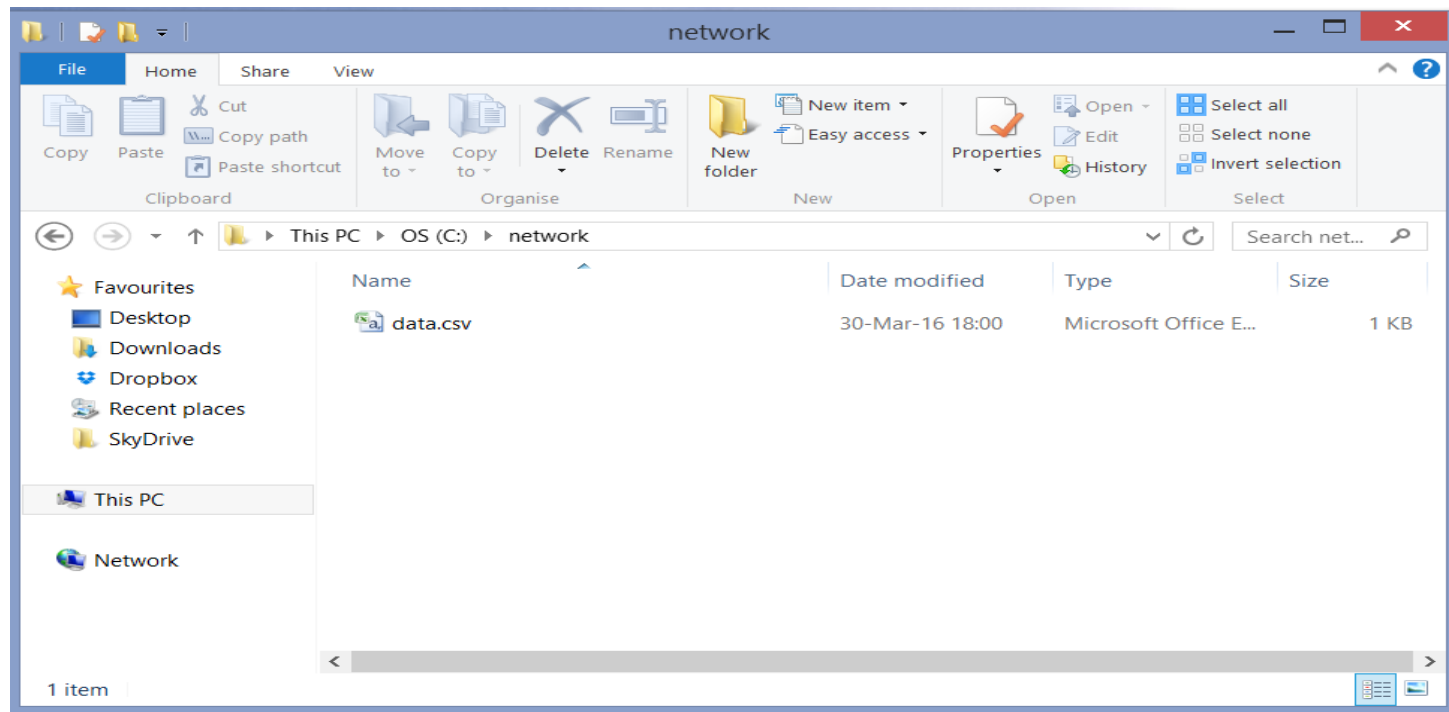 network
File Home Share View
Copy
Paste
Cut
Copy path
Paste shortcut
Clipboard
Move to
Copy to
Delete
Rename
Organise
New folder
New item
Easy access
New
Properties
Open
Edit
History
Open
Select all
Select none
Invert selection
Select
This PC OS (C:) network
Search net...
Favourites
Desktop
Downloads
Dropbox
Recent places
SkyDrive
This PC
Network
Name Date modified Type Size
data.csv 30-Mar-16 18:00 Microsoft Office E... 1 KB
1 item